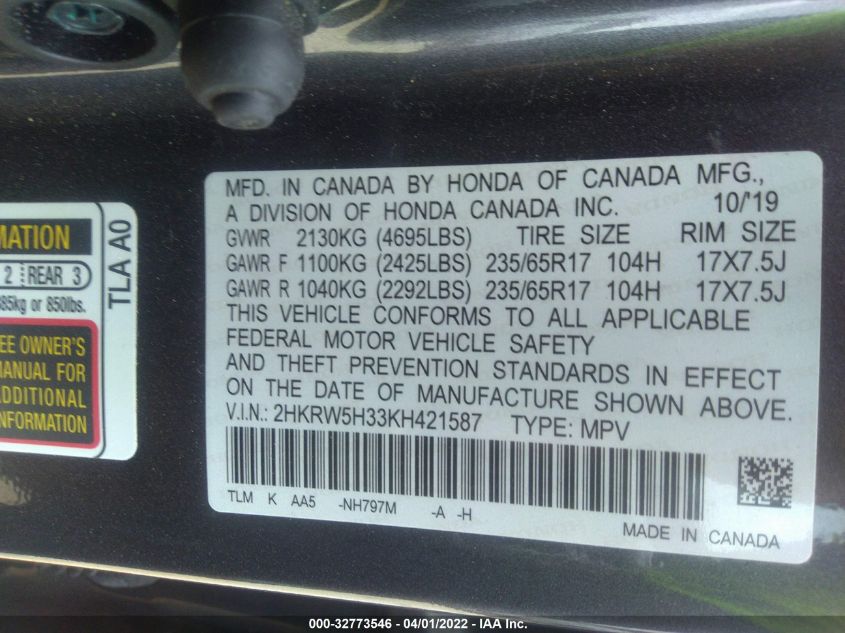 MFD. IN CANADA BY HONDA OF CANADA MFG.,
A DIVISION OF HONDA CANADA INC. 10/'19
GVWR 2130KG (4695LBS) TIRE SIZE RIM SIZE
GAWR F 1100KG (2425LBS) 235/65R17 104H 17X7.5J
GAWR R 1040KG (2292LBS) 235/65R17 104H 17X7.5J
THIS VEHICLE CONFORMS TO ALL APPLICABLE
FEDERAL MOTOR VEHICLE SAFETY
AND THEFT PREVENTION STANDARDS IN EFFECT
ON THE DATE OF MANUFACTURE SHOWN ABOVE.
V.I.N.: 2HKRW5H33KH421587 TYPE: MPV
TLM K AA5 -NH797M -A -H
MADE IN CANADA
MATION
2 REAR 3
385kg or 850lbs.
EE OWNER'S
MANUAL FOR
ADDITIONAL
INFORMATION
TLA A0
000-32773546 - 04/01/2022 - IAA Inc.